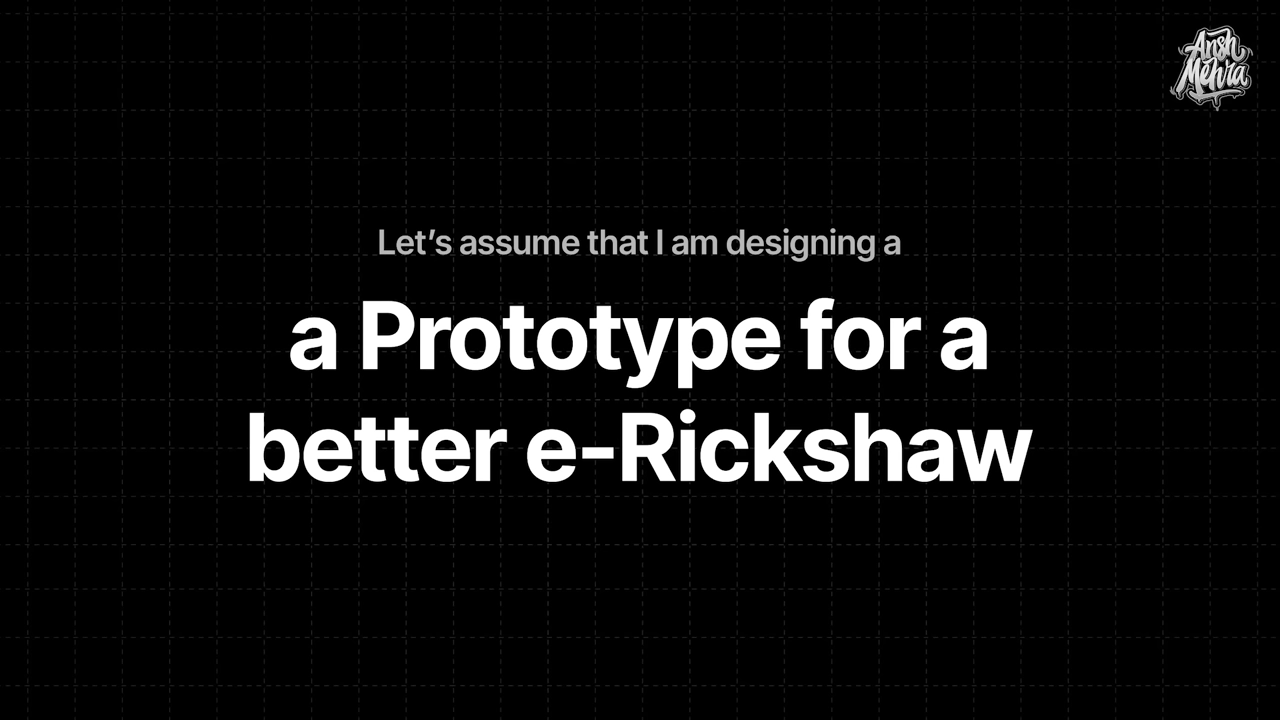 Ansh
Mehra
Let’s assume that I am designing a
a Prototype for a
better e-Rickshaw